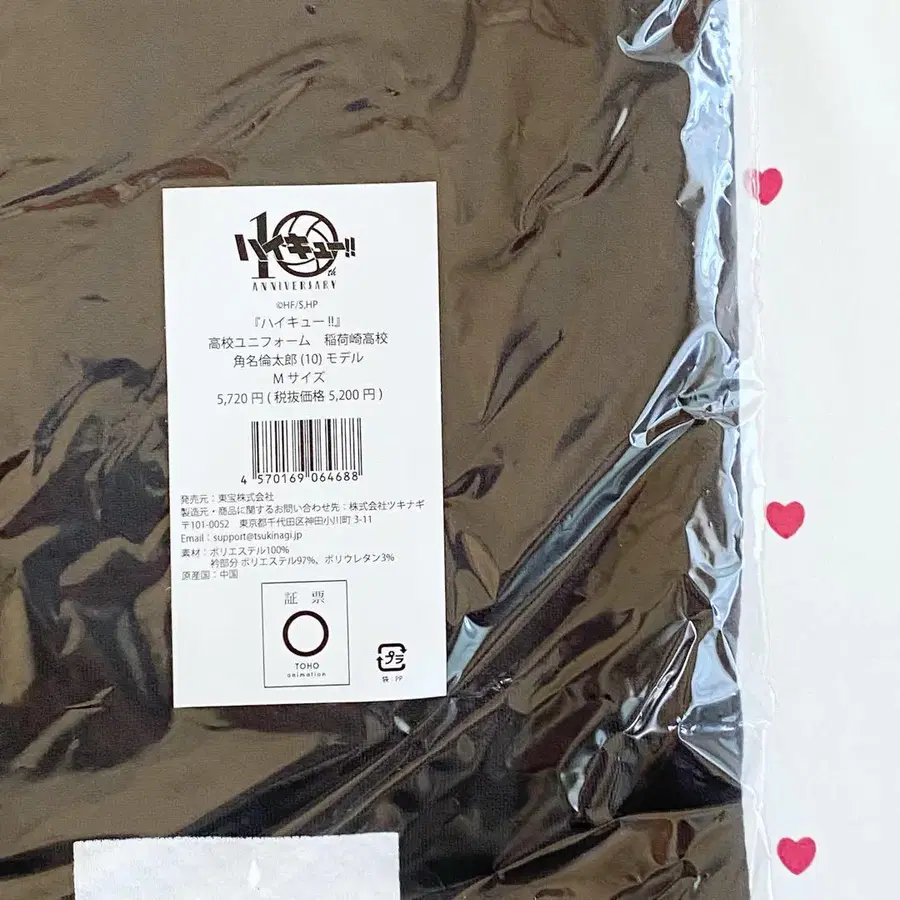 10th
ハイキュー!!
ANNIVERSARY
©HF/S,HP
『ハイキュー!!』
高校ユニフォーム 稲荷崎高校
角名倫太郎(10)モデル
Mサイズ
5,720円(税抜価格5,200円)
4 570169 064688
発売元：東宝株式会社
製造元・商品に関するお問い合わせ先：株式会社ツキナギ
〒101-0052 東京都千代田区神田小川町3-11
Email：support@tsukinagi.jp
素材：ポリエステル100%
衿部分 ポリエステル97%、ポリウレタン3%
原産国：中国
証 票
TOHO
animation
プラ
袋：PP